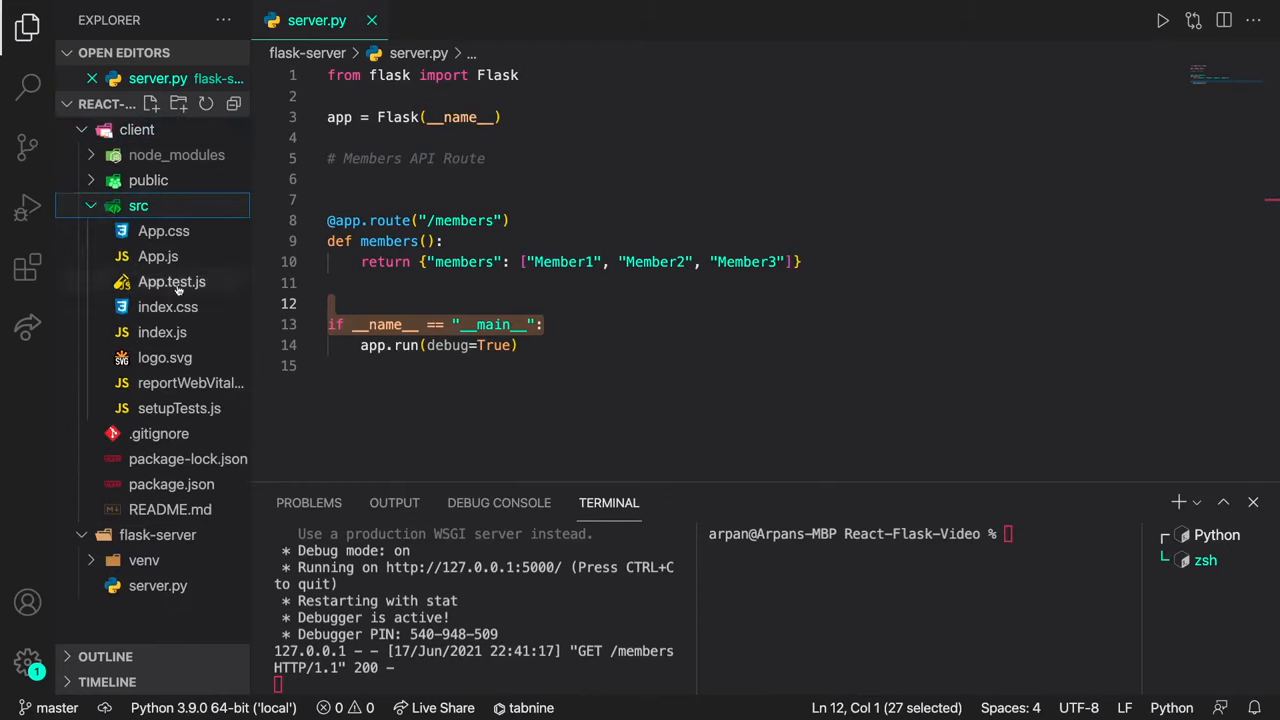 EXPLORER
...
OPEN EDITORS
server.py flask-s...
REACT-...
client
node_modules
public
src
App.css
App.js
App.test.js
index.css
index.js
logo.svg
reportWebVital...
setupTests.js
.gitignore
package-lock.json
package.json
README.md
flask-server
venv
server.py
OUTLINE
TIMELINE
server.py
flask-server > server.py > ...
1 from flask import Flask
2
3 app = Flask(__name__)
4
5 # Members API Route
6
7
8 @app.route("/members")
9 def members():
10 return {"members": ["Member1", "Member2", "Member3"]}
11
12
13 if __name__ == "__main__":
14 app.run(debug=True)
15
PROBLEMS OUTPUT DEBUG CONSOLE TERMINAL
Use a production WSGI server instead.
* Debug mode: on
* Running on http://127.0.0.1:5000/ (Press CTRL+C
to quit)
* Restarting with stat
* Debugger is active!
* Debugger PIN: 540-948-509
127.0.0.1 - - [17/Jun/2021 22:41:17] "GET /members
HTTP/1.1" 200 -
arpan@Arpans-MBP React-Flask-Video %
Python
zsh
1
master Python 3.9.0 64-bit ('local') 0 0 Live Share tabnine Ln 12, Col 1 (27 selected) Spaces: 4 UTF-8 LF Python